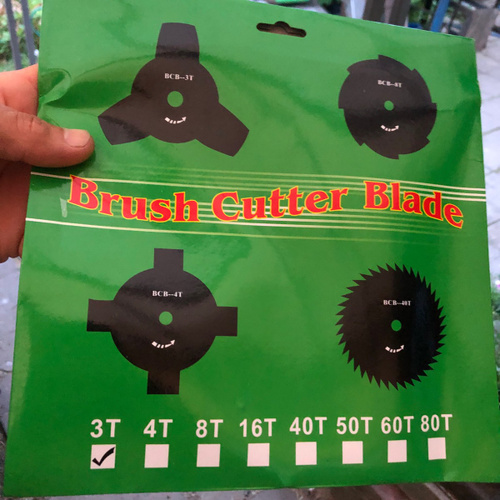 BCB--3T
BCB--8T
Brush Cutter Blade
BCB--4T
BCB--40T
3T 4T 8T 16T 40T 50T 60T 80T